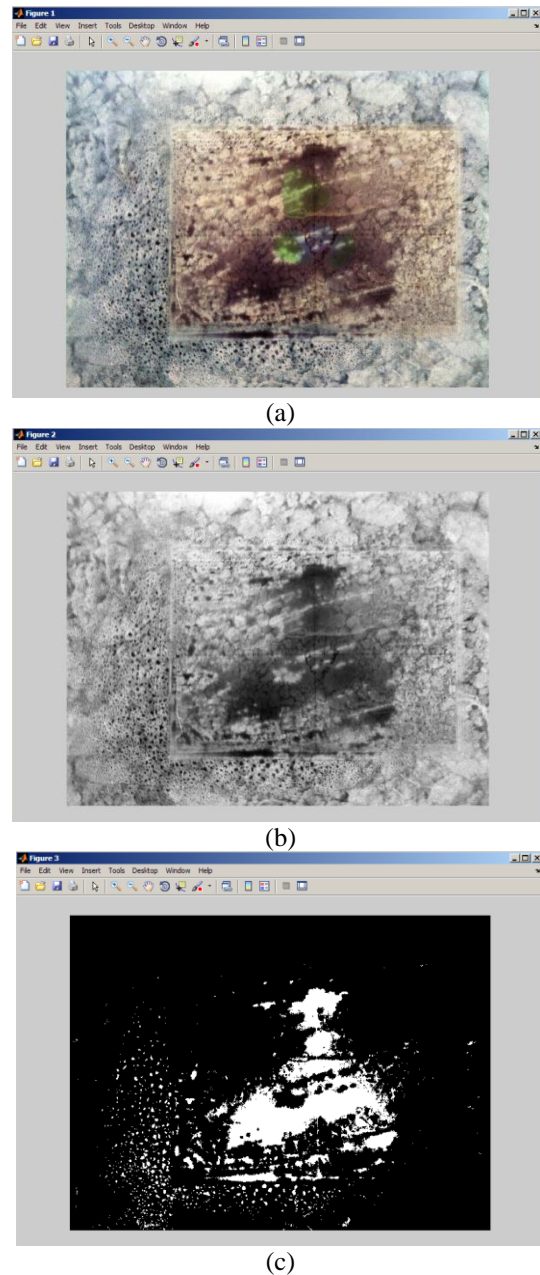 Figure 1
File Edit View Insert Tools Desktop Window Help
(a)
Figure 2
File Edit View Insert Tools Desktop Window Help
(b)
Figure 3
File Edit View Insert Tools Desktop Window Help
(c)